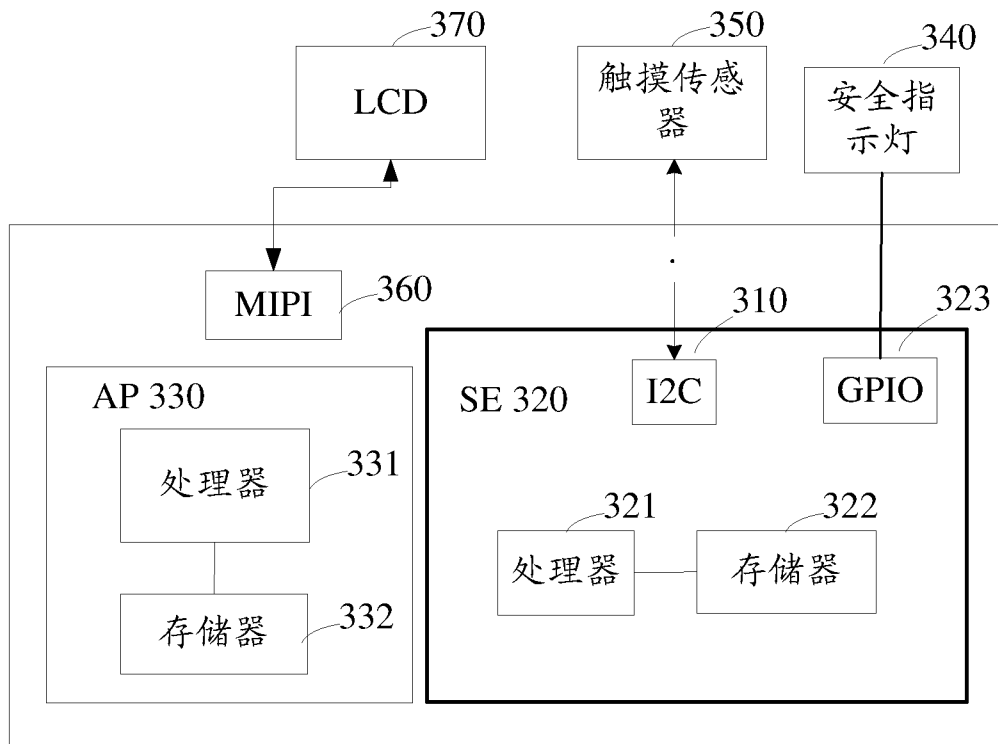 370
350
340
LCD
触摸传感
器
安全指
示灯
MIPI
360
310
323
AP 330
SE 320
I2C
GPIO
处理器
331
321
322
处理器
存储器
存储器
332